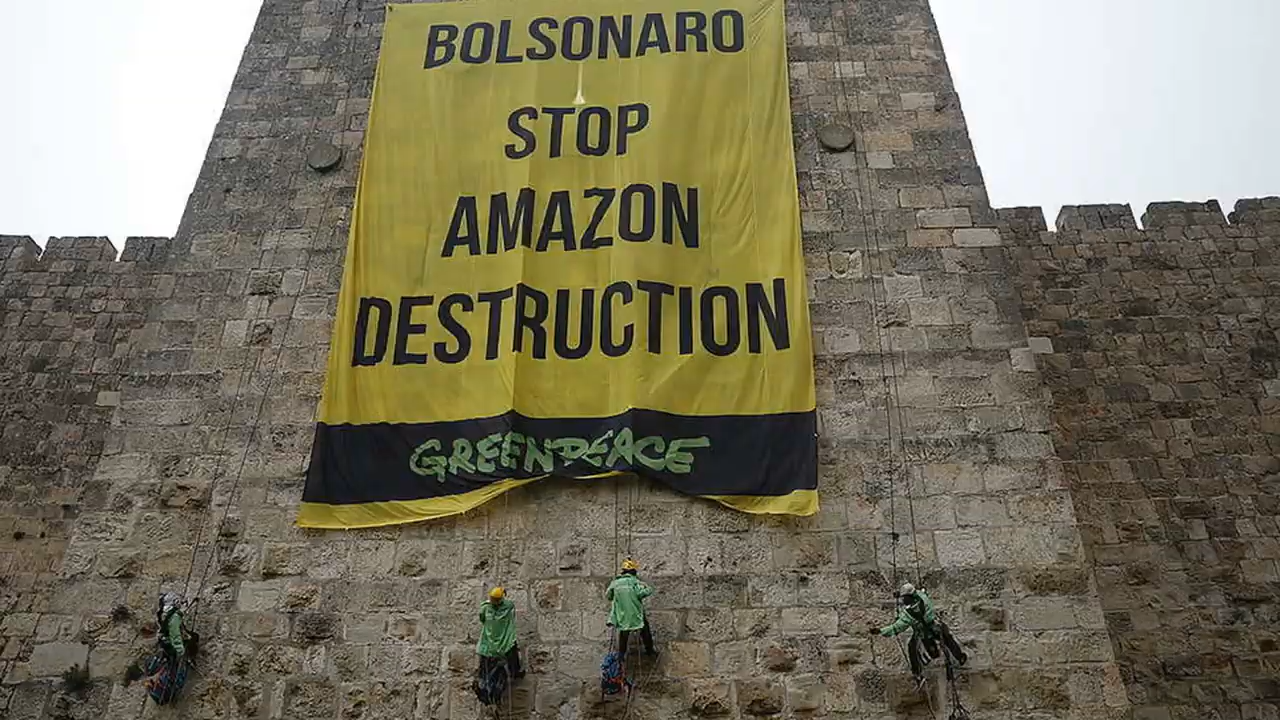 BOLSONARO
STOP
AMAZON
DESTRUCTION
GREENPEACE